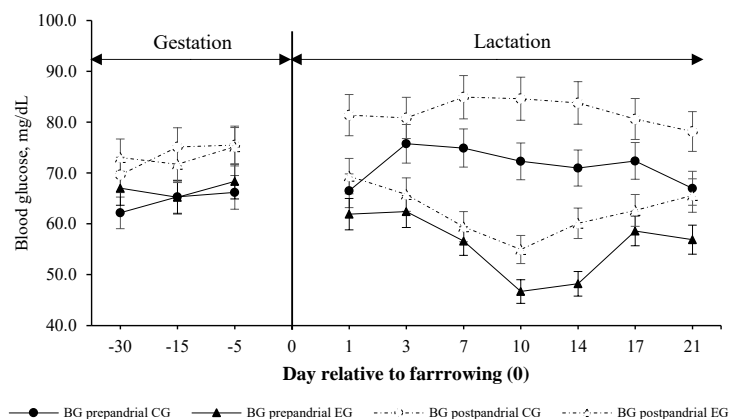 100.0
90.0
80.0
70.0
60.0
50.0
40.0
Blood glucose, mg/dL
Gestation
Lactation
-30 -15 -5 0 1 3 7 10 14 17 21
Day relative to farrrowing (0)
BG prepandrial CG BG prepandrial EG BG postpandrial CG BG postpandrial EG